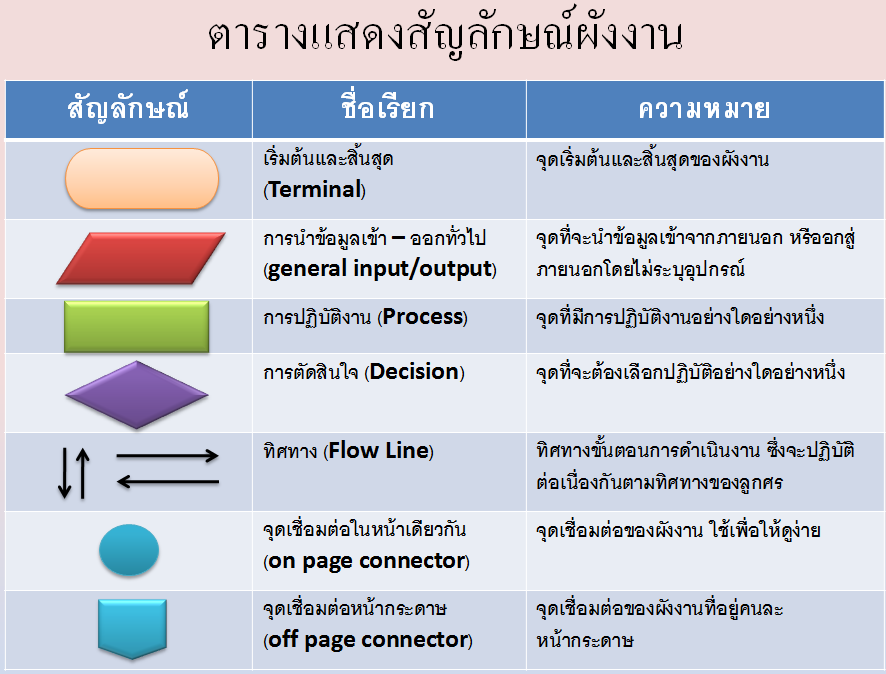 ตารางแสดงสัญลักษณ์ผังงาน
สัญลักษณ์
ชื่อเรียก
ความหมาย
เริ่มต้นและสิ้นสุด
(Terminal)
จุดเริ่มต้นและสิ้นสุดของผังงาน
การนำข้อมูลเข้า – ออกทั่วไป
(general input/output)
จุดที่จะนำข้อมูลเข้าจากภายนอก หรือออกสู่
ภายนอกโดยไม่ระบุอุปกรณ์
การปฏิบัติงาน (Process)
จุดที่มีการปฏิบัติงานอย่างใดอย่างหนึ่ง
การตัดสินใจ (Decision)
จุดที่จะต้องเลือกปฏิบัติอย่างใดอย่างหนึ่ง
ทิศทาง (Flow Line)
ทิศทางขั้นตอนการดำเนินงาน ซึ่งจะปฏิบัติ
ต่อเนื่องกันตามทิศทางของลูกศร
จุดเชื่อมต่อในหน้าเดียวกัน
(on page connector)
จุดเชื่อมต่อของผังงาน ใช้เพื่อให้ดูง่าย
จุดเชื่อมต่อหน้ากระดาษ
(off page connector)
จุดเชื่อมต่อของผังงานที่อยู่คนละ
หน้ากระดาษ